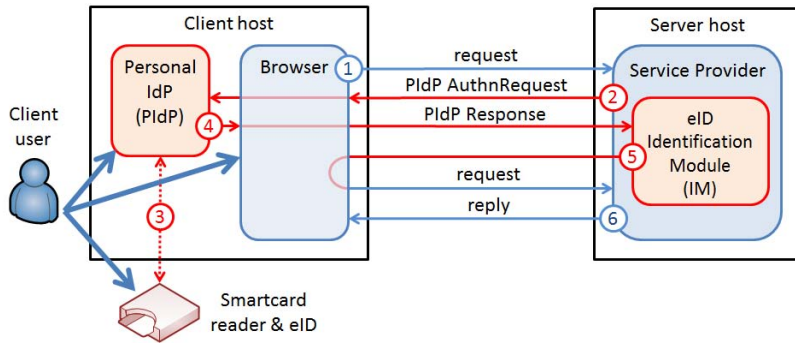 Client host
Server host
Personal
IdP
(PIdP)
Browser
1
request
Service Provider
PIdP AuthnRequest
2
4
PIdP Response
eID
Identification
Module
(IM)
5
Client
user
request
3
reply
6
Smartcard
reader & eID